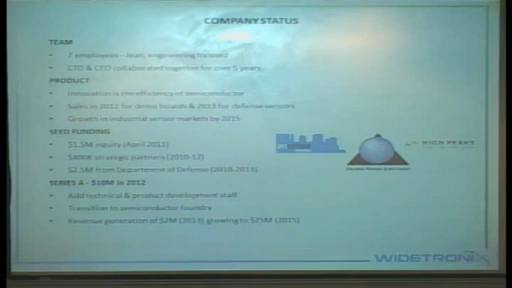 COMPANY STATUS
TEAM
• 7 employees – lean, engineering focused
• CTO & CEO collaborated together for over 5 years
PRODUCT
• Innovation is the efficiency of semiconductor
• Sales in 2012 for demo boards & 2013 for defense sensors
• Growth in industrial sensor markets by 2015
SEED FUNDING
• $1.5M equity (April 2011)
• $400K strategic partners (2010-12)
• $2.5M from Department of Defense (2010-2013)
HIGH PEAKS
SERIES A - $10M in 2012
• Add technical & product development staff
• Transition to semiconductor foundry
• Revenue generation of $2M (2013) growing to $25M (2015)
WIDETRONIX